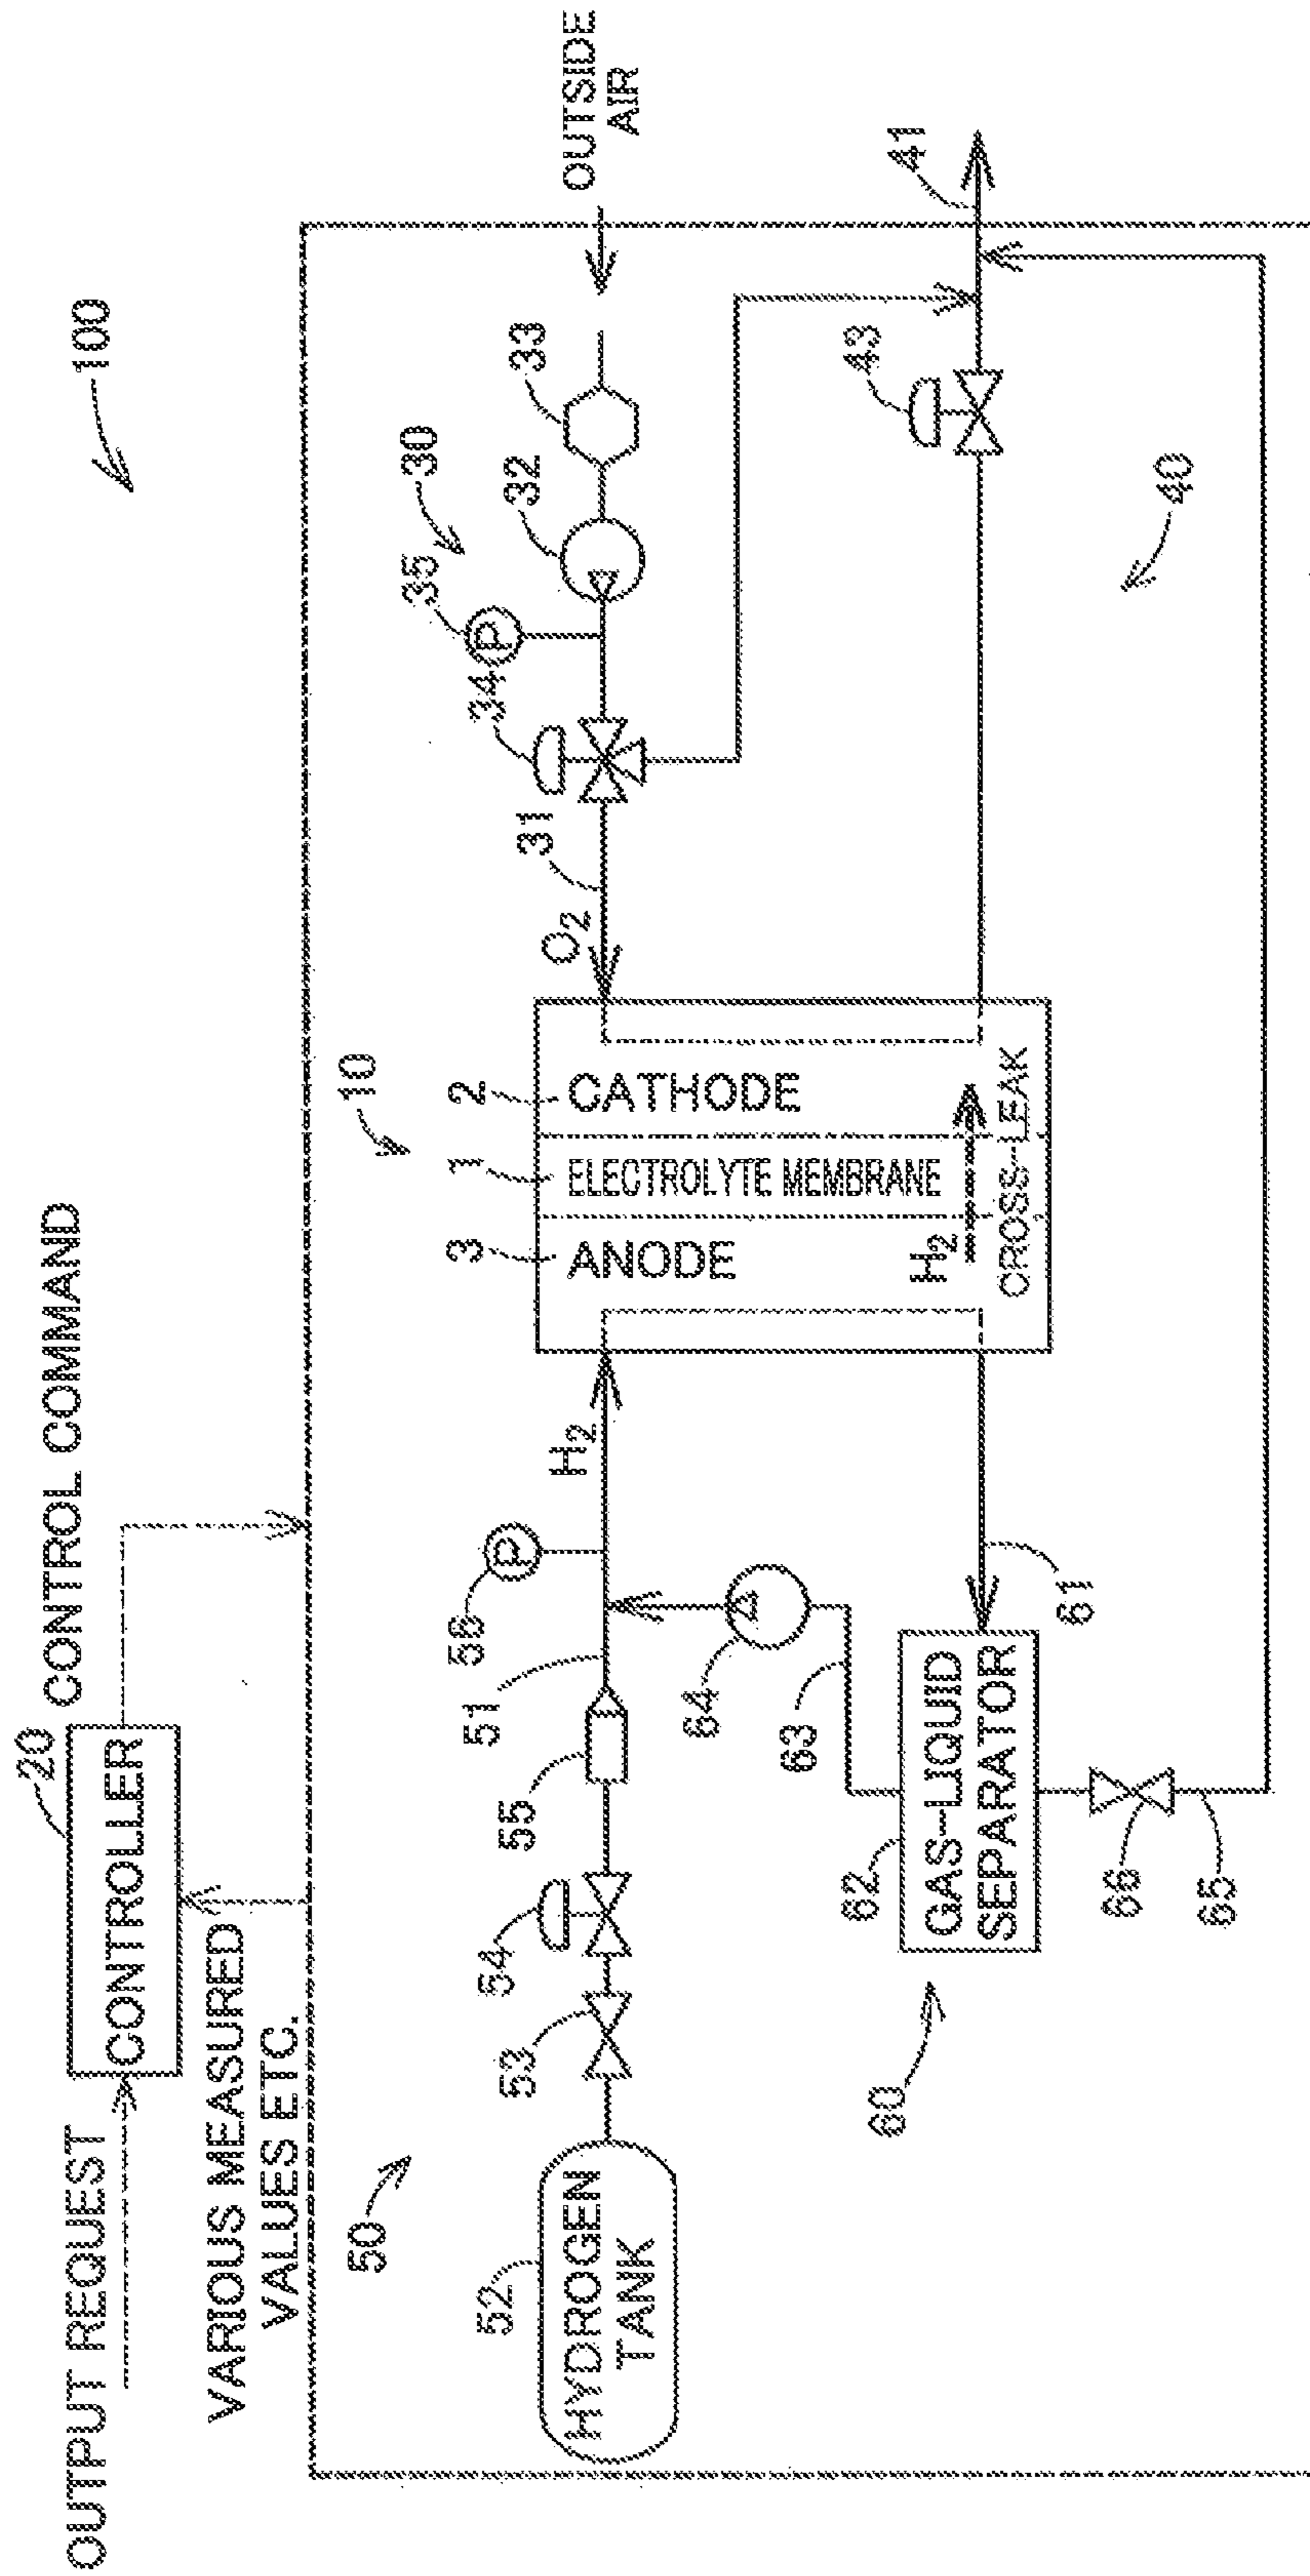 100
OUTPUT REQUEST
20
CONTROLLER
CONTROL COMMAND
VARIOUS MEASURED
VALUES ETC.
50
10
30
35
P
OUTSIDE
AIR
52
HYDROGEN
TANK
53
54
55
51
56
P
H2
3
ANODE
1
ELECTROLYTE MEMBRANE
2
CATHODE
H2
CROSS-LEAK
O2
31
34
32
33
64
63
62
GAS-LIQUID
SEPARATOR
61
60
66
65
43
41
40